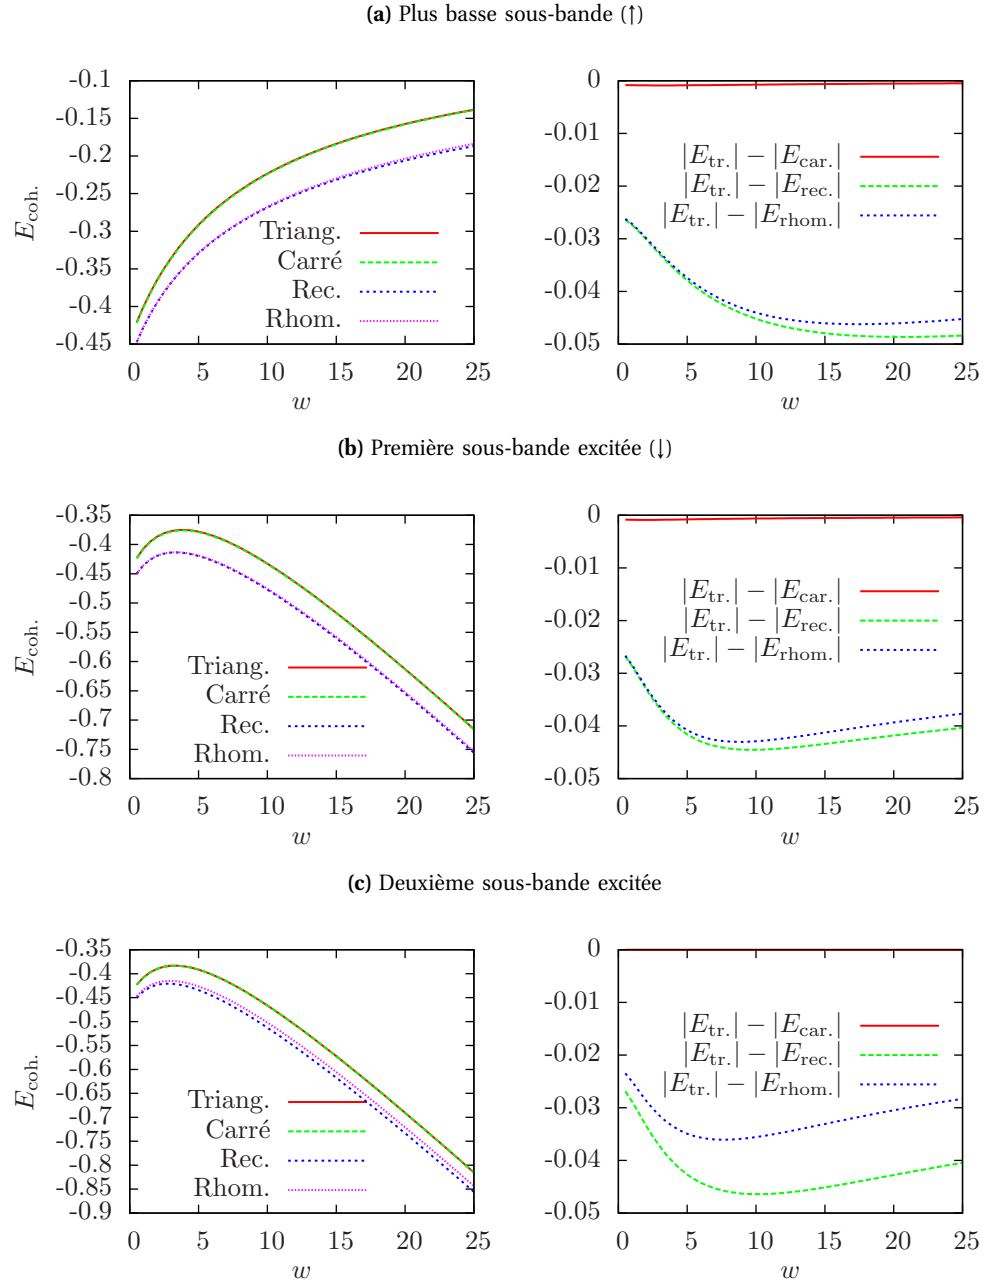 (a) Plus basse sous-bande (↑)
-0.1
-0.15
-0.2
-0.25
-0.3
-0.35
-0.4
-0.45
E_coh.
Triang.
Carré
Rec.
Rhom.
0 5 10 15 20 25
w
0
-0.01
-0.02
-0.03
-0.04
-0.05
|E_tr.| − |E_car.|
|E_tr.| − |E_rec.|
|E_tr.| − |E_rhom.|
0 5 10 15 20 25
w
(b) Première sous-bande excitée (↓)
-0.35
-0.4
-0.45
-0.5
-0.55
-0.6
-0.65
-0.7
-0.75
-0.8
E_coh.
Triang.
Carré
Rec.
Rhom.
0 5 10 15 20 25
w
0
-0.01
-0.02
-0.03
-0.04
-0.05
|E_tr.| − |E_car.|
|E_tr.| − |E_rec.|
|E_tr.| − |E_rhom.|
0 5 10 15 20 25
w
(c) Deuxième sous-bande excitée
-0.35
-0.4
-0.45
-0.5
-0.55
-0.6
-0.65
-0.7
-0.75
-0.8
-0.85
-0.9
E_coh.
Triang.
Carré
Rec.
Rhom.
0 5 10 15 20 25
w
0
-0.01
-0.02
-0.03
-0.04
-0.05
|E_tr.| − |E_car.|
|E_tr.| − |E_rec.|
|E_tr.| − |E_rhom.|
0 5 10 15 20 25
w